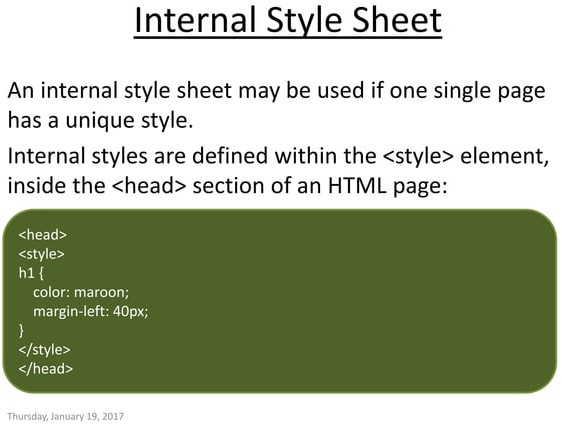 Internal Style Sheet
An internal style sheet may be used if one single page
has a unique style.
Internal styles are defined within the <style> element,
inside the <head> section of an HTML page:
<head>
<style>
h1 {
    color: maroon;
    margin-left: 40px;
}
</style>
</head>
Thursday, January 19, 2017